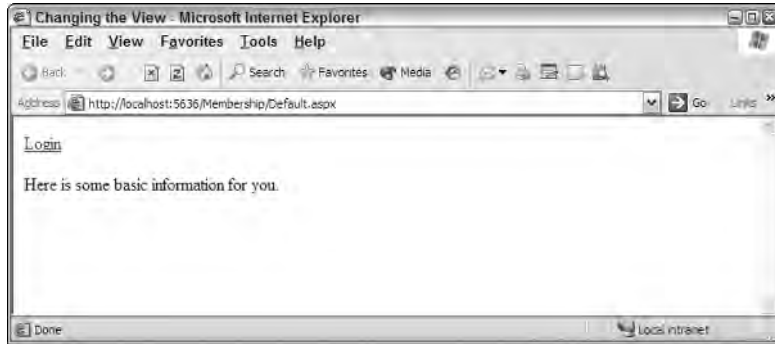 Changing the View - Microsoft Internet Explorer
File Edit View Favorites Tools Help
Back Search Favorites Media
Address http://localhost:5636/Membership/Default.aspx Go Links »
Login
Here is some basic information for you.
Done Local intranet